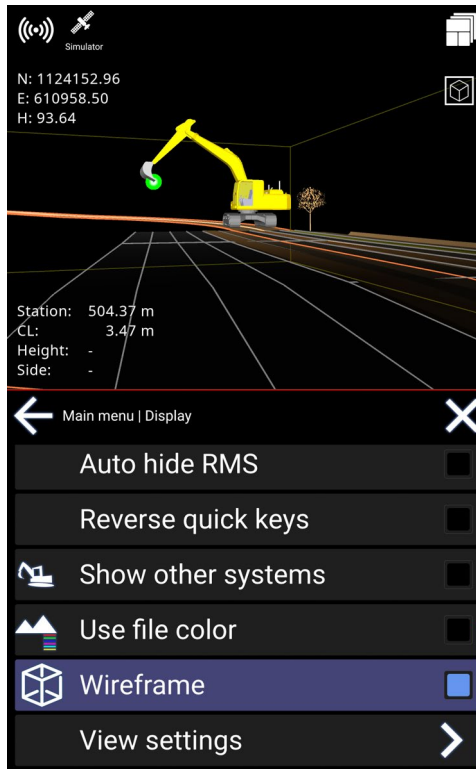 Simulator
N: 1124152.96
E: 610958.50
H: 93.64
Station: 504.37 m
CL: 3.47 m
Height: -
Side: -
Main menu | Display
Auto hide RMS
Reverse quick keys
Show other systems
Use file color
Wireframe
View settings